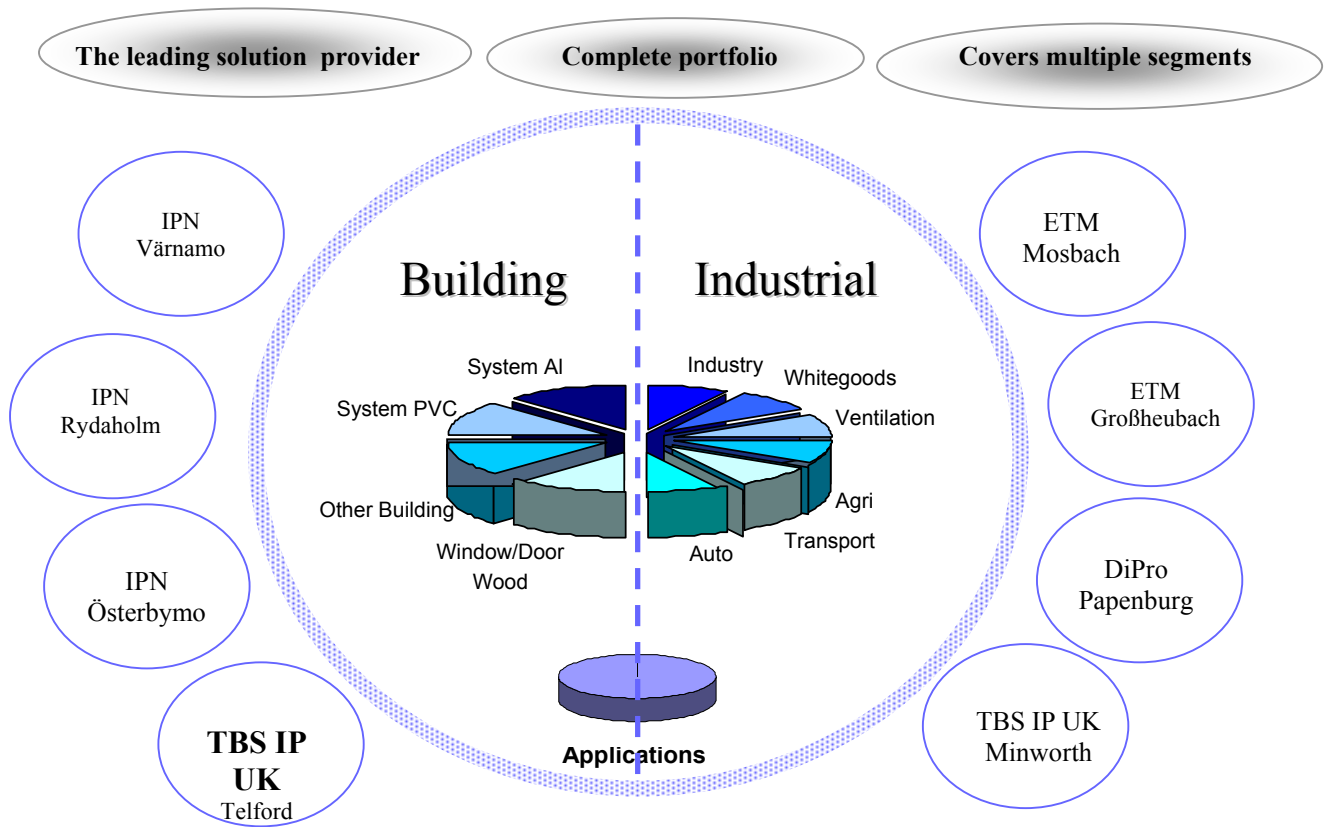 The leading solution provider
Complete portfolio
Covers multiple segments
IPN
Värnamo
ETM
Mosbach
Building
Industrial
System Al
Industry
Whitegoods
System PVC
Ventilation
IPN
Rydaholm
ETM
Großheubach
Other Building
Agri
Window/Door
Wood
Auto
Transport
IPN
Österbymo
DiPro
Papenburg
TBS IP
UK
Telford
Applications
TBS IP UK
Minworth